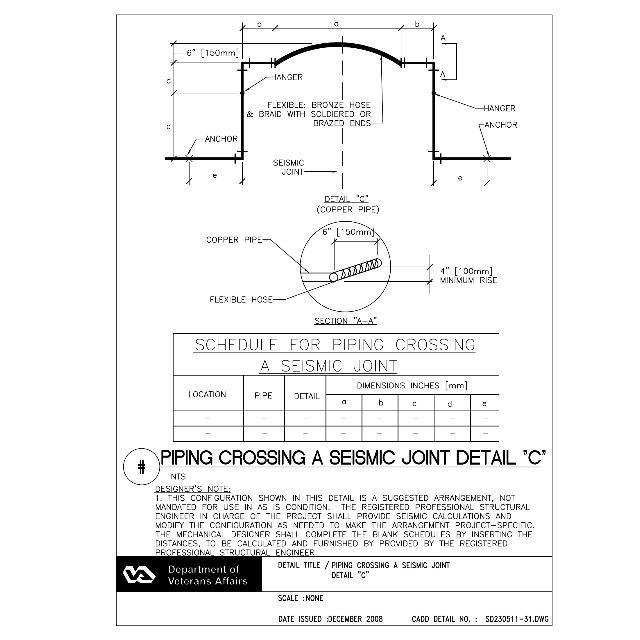 b a b
A
6" [150mm]
A
HANGER
d
FLEXIBLE: BRONZE HOSE
& BRAID WITH SOLDIERED OR
BRAZED ENDS
HANGER
c
ANCHOR
ANCHOR
SEISMIC
JOINT
e
e
DETAIL "C"
(COPPER PIPE)
6" [150mm]
COPPER PIPE
4" [100mm]
MINIMUM RISE
FLEXIBLE HOSE
SECTION "A-A"
SCHEDULE FOR PIPING CROSSING
A SEISMIC JOINT
LOCATION PIPE DETAIL DIMENSIONS INCHES [mm]
a b c d e
– – – – – – – –
– – – – – – – –
# PIPING CROSSING A SEISMIC JOINT DETAIL "C"
NTS
DESIGNER'S NOTE:
1. THIS CONFIGURATION SHOWN IN THIS DETAIL IS A SUGGESTED ARRANGEMENT, NOT
MANDATED FOR USE IN AS IS CONDITION. THE REGISTERED PROFESSIONAL STRUCTURAL
ENGINEER IN CHARGE OF THE PROJECT SHALL PROVIDE SEISMIC CALCULATIONS AND
MODIFY THE CONFIGURATION AS NEEDED TO MAKE THE ARRANGEMENT PROJECT-SPECIFIC.
THE MECHANICAL DESIGNER SHALL COMPLETE THE BLANK SCHEDULES BY INSERTING THE
DISTANCES, TO BE CALCULATED AND FURNISHED BY PROVIDED BY THE REGISTERED
PROFESSIONAL STRUCTURAL ENGINEER.
Department of
Veterans Affairs
DETAIL TITLE / PIPING CROSSING A SEISMIC JOINT
DETAIL "C"
SCALE :NONE
DATE ISSUED :DECEMBER 2008 CADD DETAIL NO. : SD230511-31.DWG